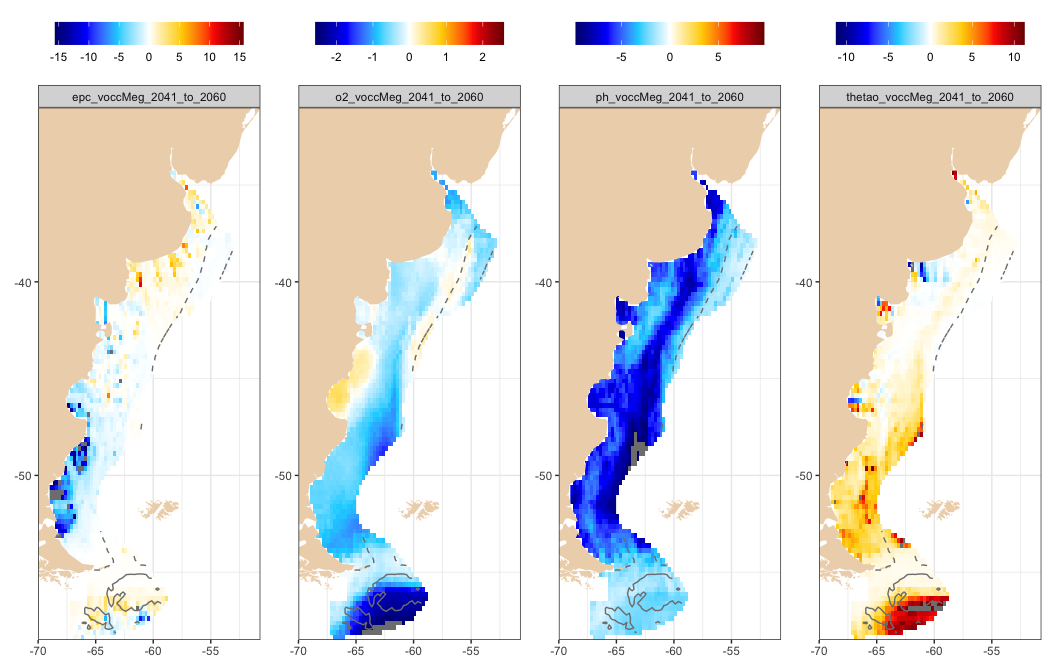 -15 -10 -5 0 5 10 15
-2 -1 0 1 2
-5 0 5
-10 -5 0 5 10
epc_voccMeg_2041_to_2060
o2_voccMeg_2041_to_2060
ph_voccMeg_2041_to_2060
thetao_voccMeg_2041_to_2060
-40 -40 -40 -40
-50 -50 -50 -50
-70 -65 -60 -55
-70 -65 -60 -55
-70 -65 -60 -55
-70 -65 -60 -55